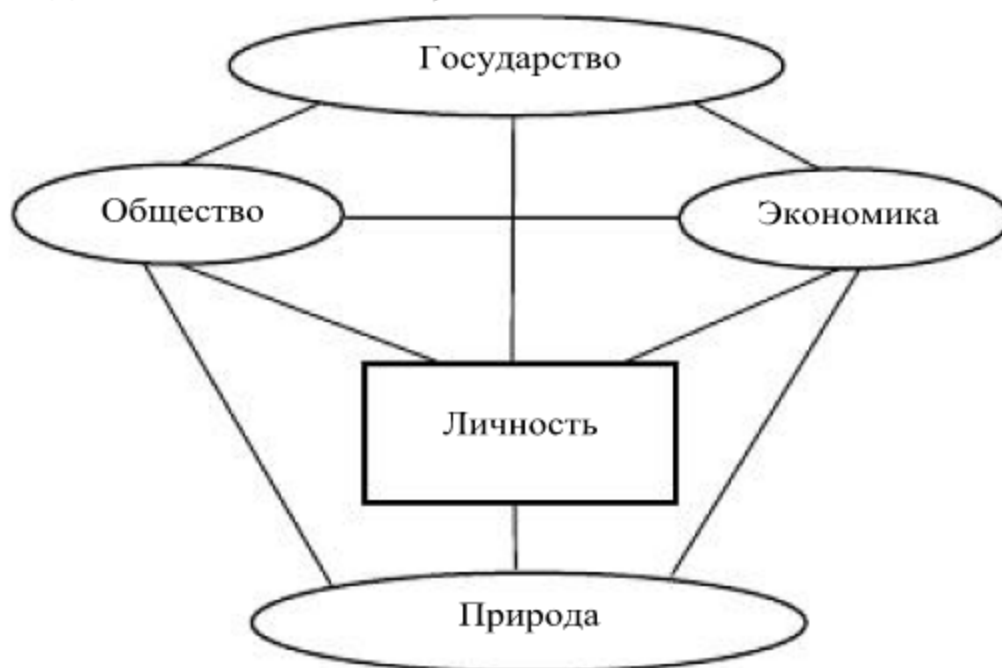 Государство
Общество
Экономика
Личность
Природа